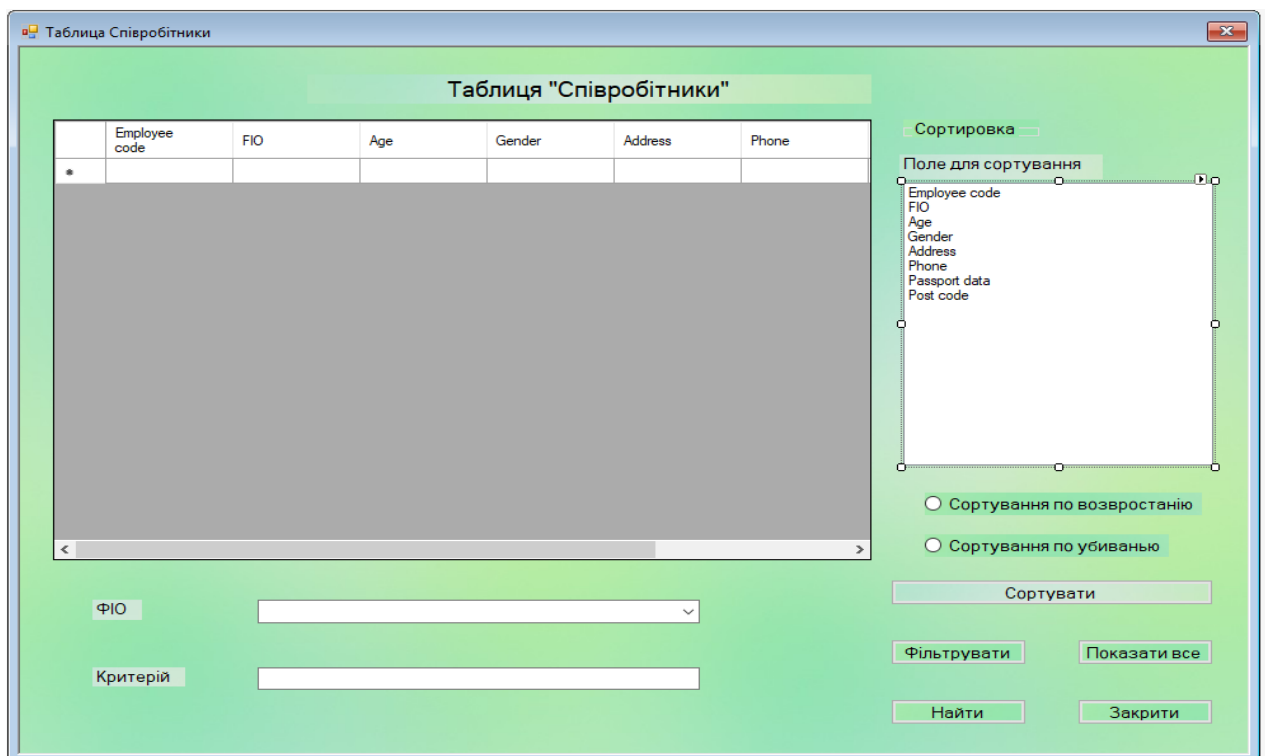 Таблица Співробітники
Таблиця "Співробітники"
Employee code
FIO
Age
Gender
Address
Phone
Сортировка
Поле для сортування
Employee code
FIO
Age
Gender
Address
Phone
Passport data
Post code
Сортування по возвростанію
Сортування по убиванью
Сортувати
ФІО
Фільтрувати
Показати все
Критерій
Найти
Закрити